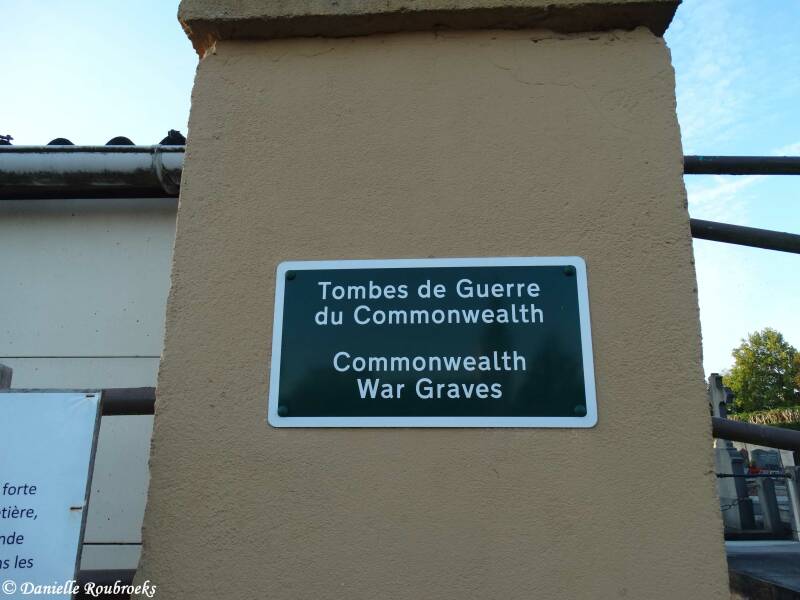 Tombes de Guerre
du Commonwealth
Commonwealth
War Graves
forte
tière,
nde
ns les
© Danielle Roubroeks